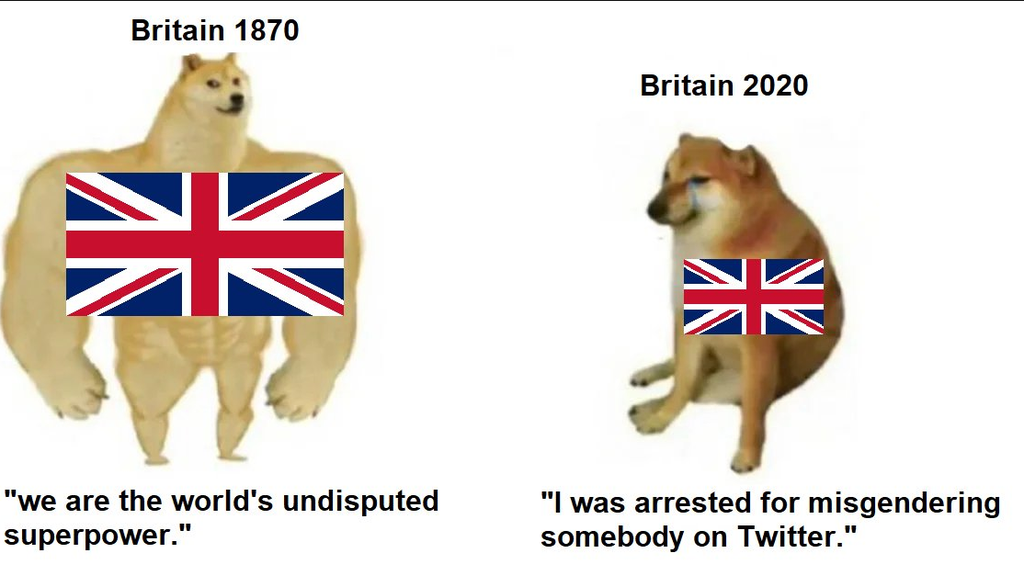 Britain 1870
Britain 2020
"we are the world's undisputed
superpower."
"I was arrested for misgendering
somebody on Twitter."